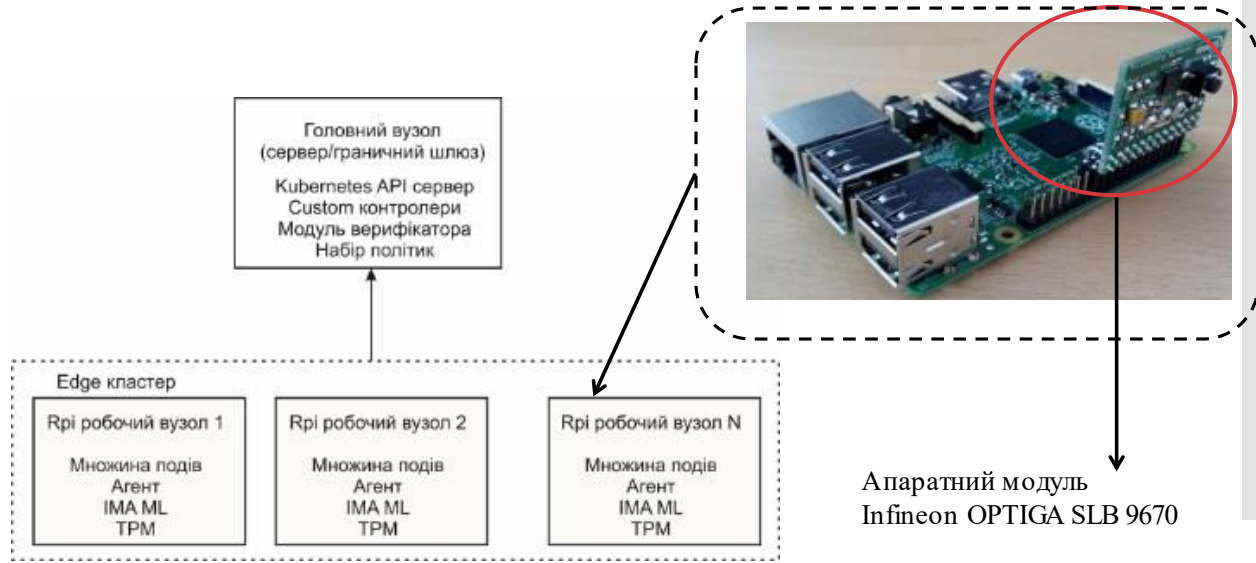 Головний вузол
(сервер/граничний шлюз)
Kubernetes API сервер
Custom контролери
Модуль верифікатора
Набір політик
Edge кластер
Rpi робочий вузол 1
Множина подів
Агент
IMA ML
TPM
Rpi робочий вузол 2
Множина подів
Агент
IMA ML
TPM
Rpi робочий вузол N
Множина подів
Агент
IMA ML
TPM
Апаратний модуль
Infineon OPTIGA SLB 9670